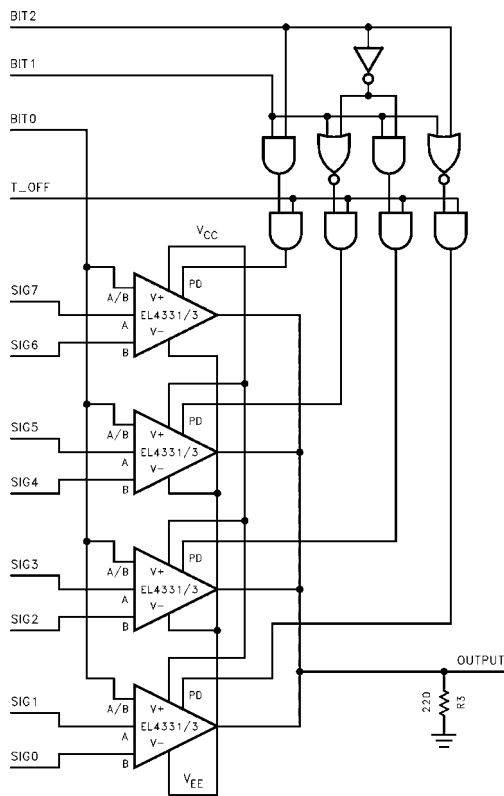 BIT2
BIT1
BIT0
T_OFF
VCC
SIG7
A/B
V+
PD
EL4331/3
A
V-
SIG6
B
SIG5
A/B
V+
PD
EL4331/3
A
V-
SIG4
B
SIG3
A/B
V+
PD
EL4331/3
A
V-
SIG2
B
OUTPUT
220
R3
SIG1
A/B
V+
PD
EL4331/3
A
V-
SIG0
B
VEE